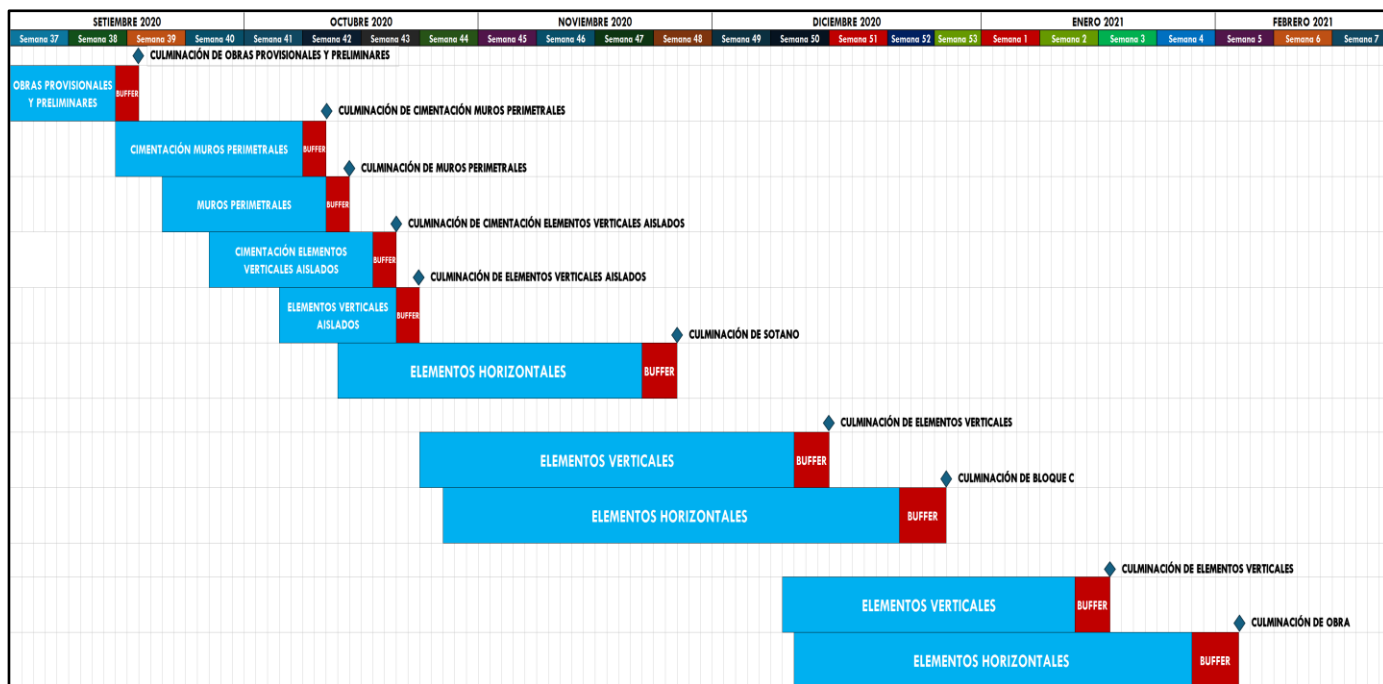 SETIEMBRE 2020 OCTUBRE 2020 NOVIEMBRE 2020 DICIEMBRE 2020 ENERO 2021 FEBRERO 2021
Semana 37 Semana 38 Semana 39 Semana 40 Semana 41 Semana 42 Semana 43 Semana 44 Semana 45 Semana 46 Semana 47 Semana 48 Semana 49 Semana 50 Semana 51 Semana 52 Semana 53 Semana 1 Semana 2 Semana 3 Semana 4 Semana 5 Semana 6 Semana 7
CULMINACIÓN DE OBRAS PROVISIONALES Y PRELIMINARES
OBRAS PROVISIONALES
Y PRELIMINARES
BUFFER
CULMINACIÓN DE CIMENTACIÓN MUROS PERIMETRALES
CIMENTACIÓN MUROS PERIMETRALES
BUFFER
CULMINACIÓN DE MUROS PERIMETRALES
MUROS PERIMETRALES
BUFFER
CULMINACIÓN DE CIMENTACIÓN ELEMENTOS VERTICALES AISLADOS
CIMENTACIÓN ELEMENTOS
VERTICALES AISLADOS
BUFFER
CULMINACIÓN DE ELEMENTOS VERTICALES AISLADOS
ELEMENTOS VERTICALES
AISLADOS
BUFFER
CULMINACIÓN DE SOTANO
ELEMENTOS HORIZONTALES
BUFFER
CULMINACIÓN DE ELEMENTOS VERTICALES
ELEMENTOS VERTICALES
BUFFER
CULMINACIÓN DE BLOQUE C
ELEMENTOS HORIZONTALES
BUFFER
CULMINACIÓN DE ELEMENTOS VERTICALES
ELEMENTOS VERTICALES
BUFFER
CULMINACIÓN DE OBRA
ELEMENTOS HORIZONTALES
BUFFER